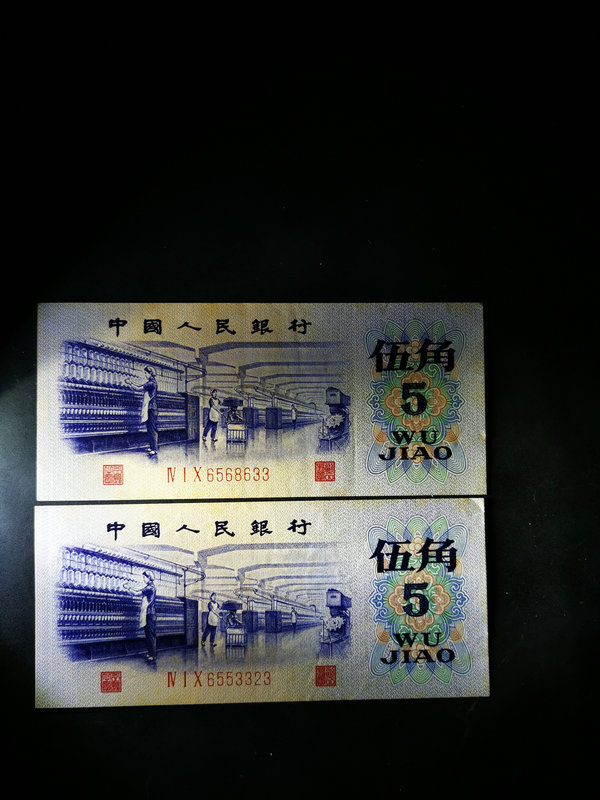 中國人民銀行
伍角
5
WU
JIAO
Ⅳ Ⅰ Ⅹ 6568633
中國人民銀行
伍角
5
WU
JIAO
Ⅳ Ⅰ Ⅹ 6553323